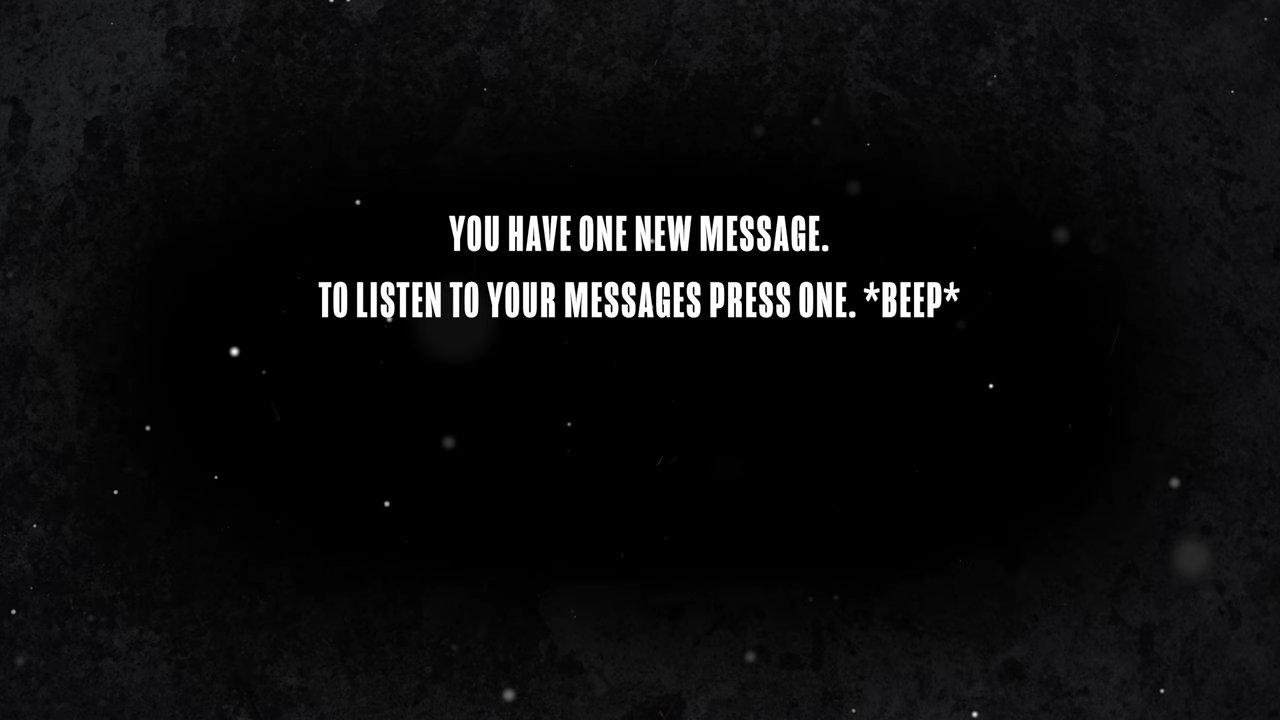 YOU HAVE ONE NEW MESSAGE.
TO LISTEN TO YOUR MESSAGES PRESS ONE. *BEEP*